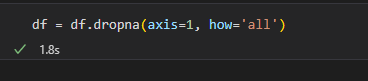 df = df.dropna(axis=1, how='all')
1.8s